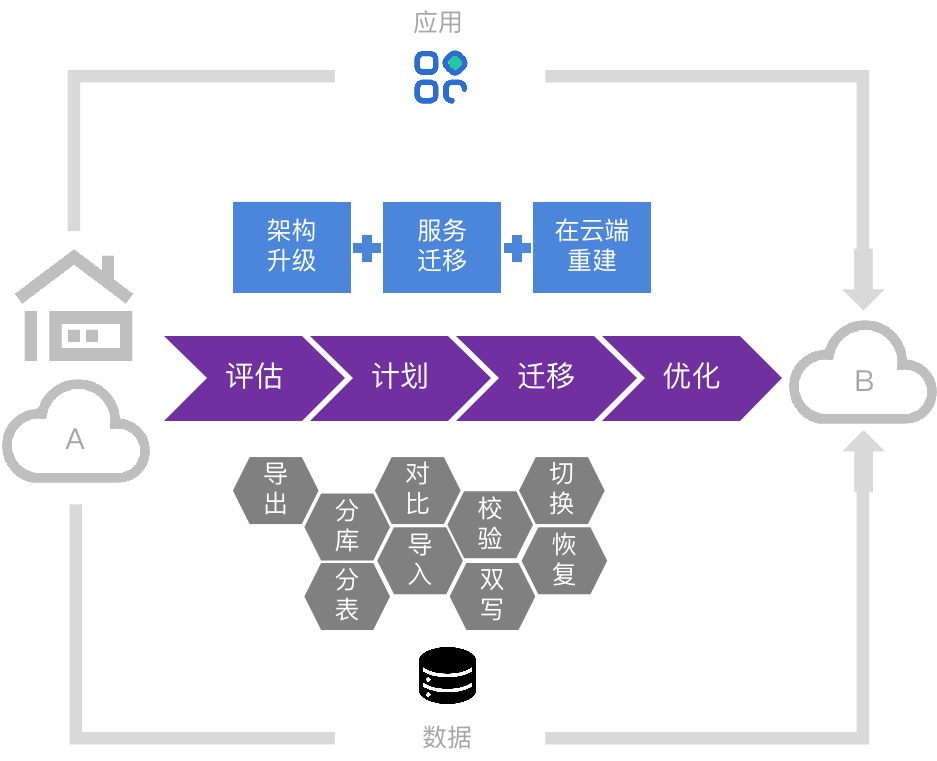 应用
架构
升级
服务
迁移
在云端
重建
评估
计划
迁移
优化
A
B
导
出
分
库
分
表
对
比
导
入
校
验
双
写
切
换
恢
复
数据